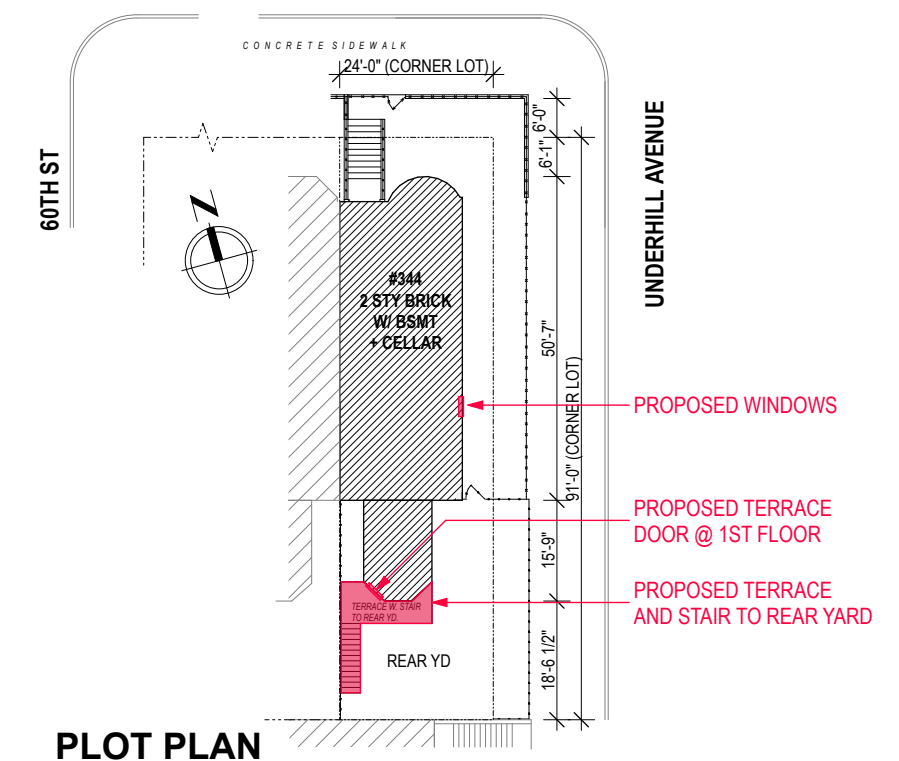 CONCRETE SIDEWALK
24'-0" (CORNER LOT)
60TH ST
N
UNDERHILL AVENUE
6'-0"
6'-1"
#344
2 STY BRICK
W/ BSMT
+ CELLAR
50'-7"
91'-0" (CORNER LOT)
PROPOSED WINDOWS
PROPOSED TERRACE
DOOR @ 1ST FLOOR
15'-9"
PROPOSED TERRACE
AND STAIR TO REAR YARD
TERRACE W. STAIR
TO REAR YD.
REAR YD
18'-6 1/2"
PLOT PLAN